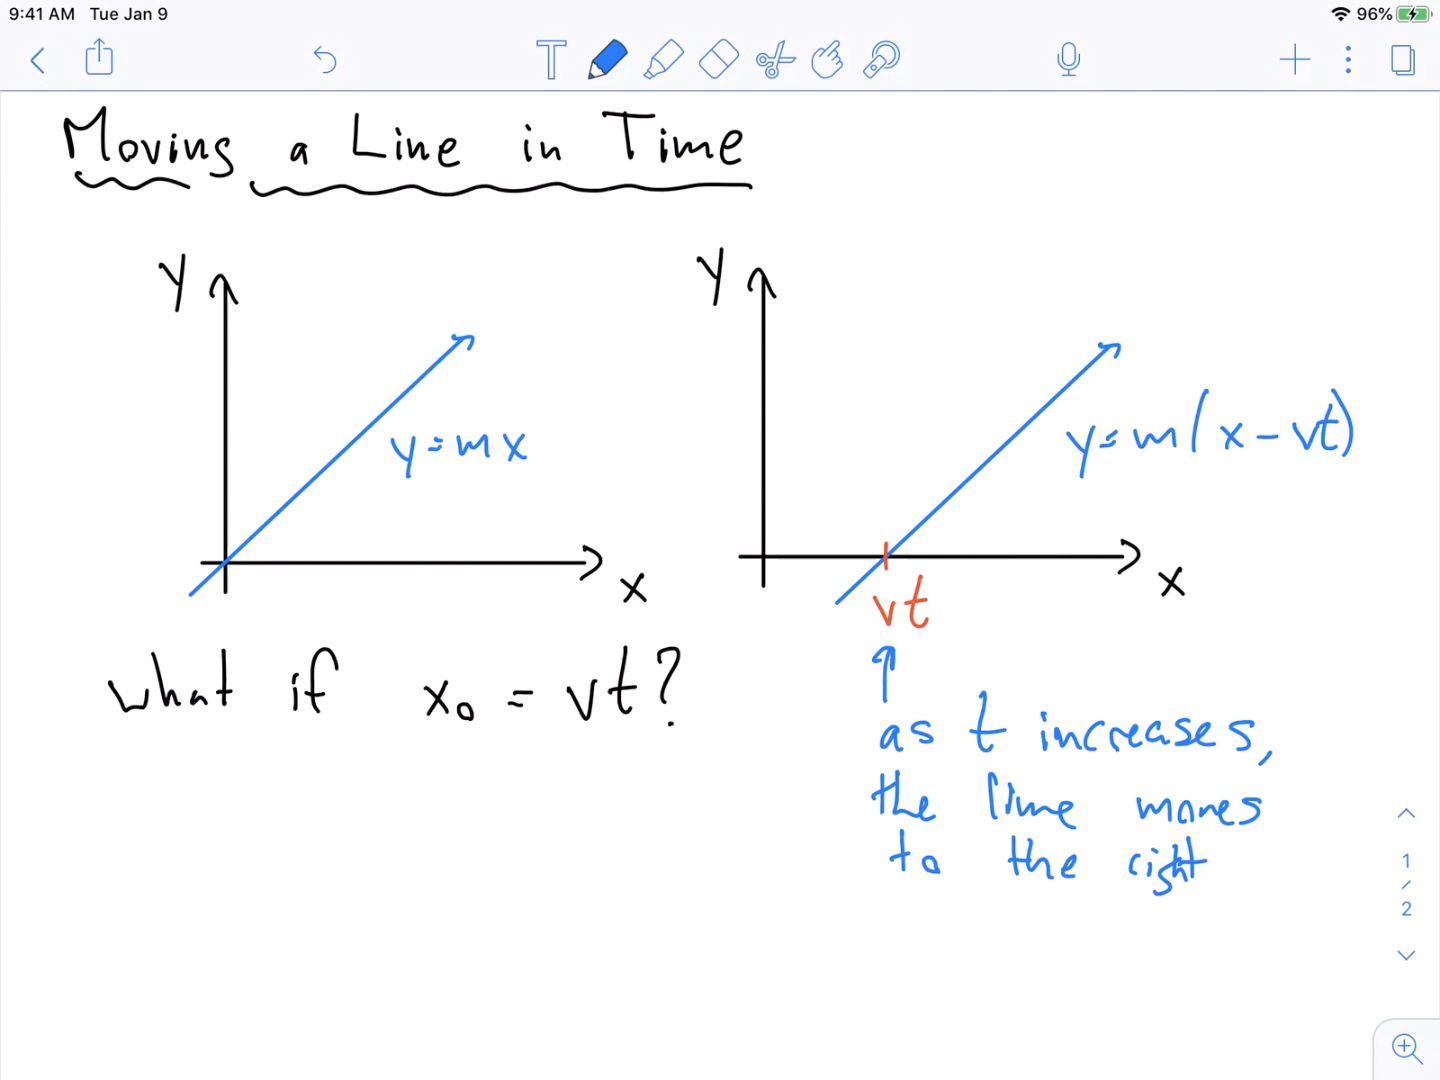 9:41 AM Tue Jan 9
96%
T
Moving a Line in Time
y
y
y=mx
y=m(x-vt)
x
x
vt
what if x₀ = vt?
as t increases,
the line moves
to the right
1
/
2